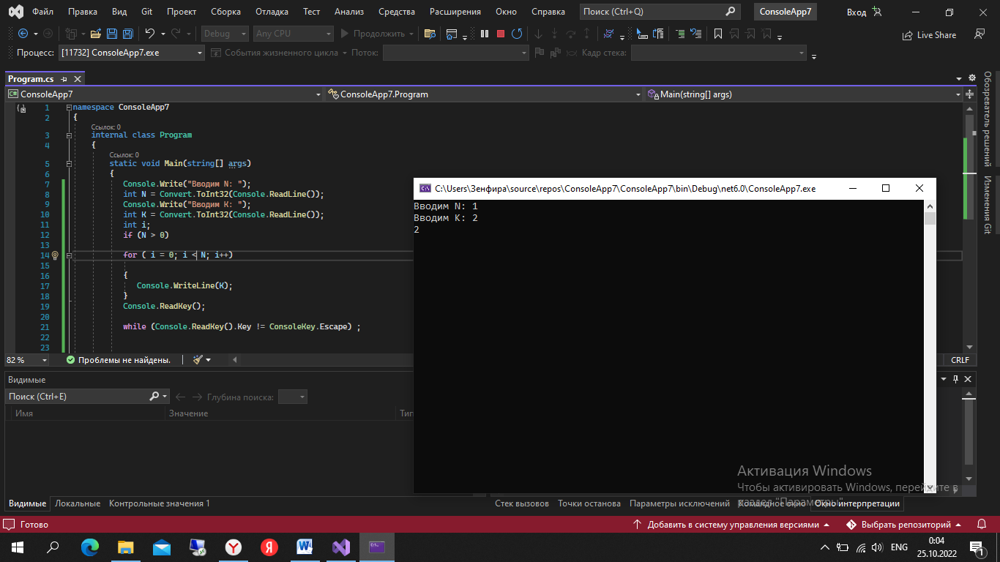 Файл Правка Вид Git Проект Сборка Отладка Тест Анализ Средства Расширения Окно Справка Поиск (Ctrl+Q) ConsoleApp7 Вход
Debug Any CPU Продолжить Live Share
Процесс: [11732] ConsoleApp7.exe События жизненного цикла Поток: Кадр стека:
Program.cs
C# ConsoleApp7 ConsoleApp7.Program Main(string[] args)
1 namespace ConsoleApp7
2 {
Ссылок: 0
3 internal class Program
4 {
Ссылок: 0
5 static void Main(string[] args)
6 {
7 Console.Write("Вводим N: ");
8 int N = Convert.ToInt32(Console.ReadLine());
9 Console.Write("Вводим K: ");
10 int K = Convert.ToInt32(Console.ReadLine());
11 int i;
12 if (N > 0)
13
14 for ( i = 0; i < N; i++)
15
16 {
17 Console.WriteLine(K);
18 }
19 Console.ReadKey();
20
21 while (Console.ReadKey().Key != ConsoleKey.Escape) ;
22
23
C:\Users\Зенфира\source\repos\ConsoleApp7\ConsoleApp7\bin\Debug\net6.0\ConsoleApp7.exe
Вводим N: 1
Вводим K: 2
2
Обозреватель решений
Изменения Git
82 % Проблемы не найдены. CRLF
Видимые
Поиск (Ctrl+E) Глубина поиска:
Имя Значение Тип
Активация Windows
Чтобы активировать Windows, перейдите в
раздел "Параметры".
Видимые Локальные Контрольные значения 1 Стек вызовов Точки останова Параметры исключений Командное окно Окно интерпретации
Готово Добавить в систему управления версиями Выбрать репозиторий
W Я ENG 0:04
25.10.2022
1